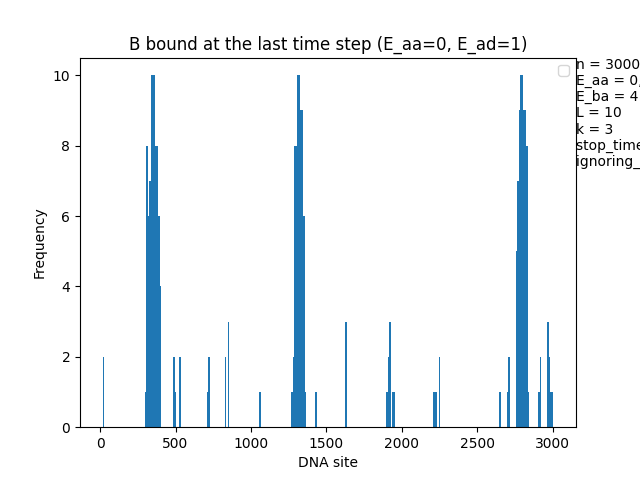 B bound at the last time step (E_aa=0, E_ad=1)
n = 3000
E_aa = 0,
E_ba = 4
L = 10
k = 3
stop_time
ignoring_
10
8
6
4
2
0
Frequency
0 500 1000 1500 2000 2500 3000
DNA site